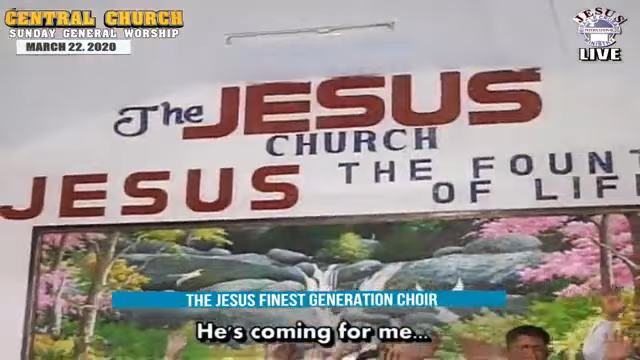 CENTRAL CHURCH
SUNDAY GENERAL WORSHIP
MARCH 22. 2020
JESUS
LIVE
The JESUS
CHURCH
JESUS THE FOUNT
OF LIF
THE JESUS FINEST GENERATION CHOIR
He's coming for me...